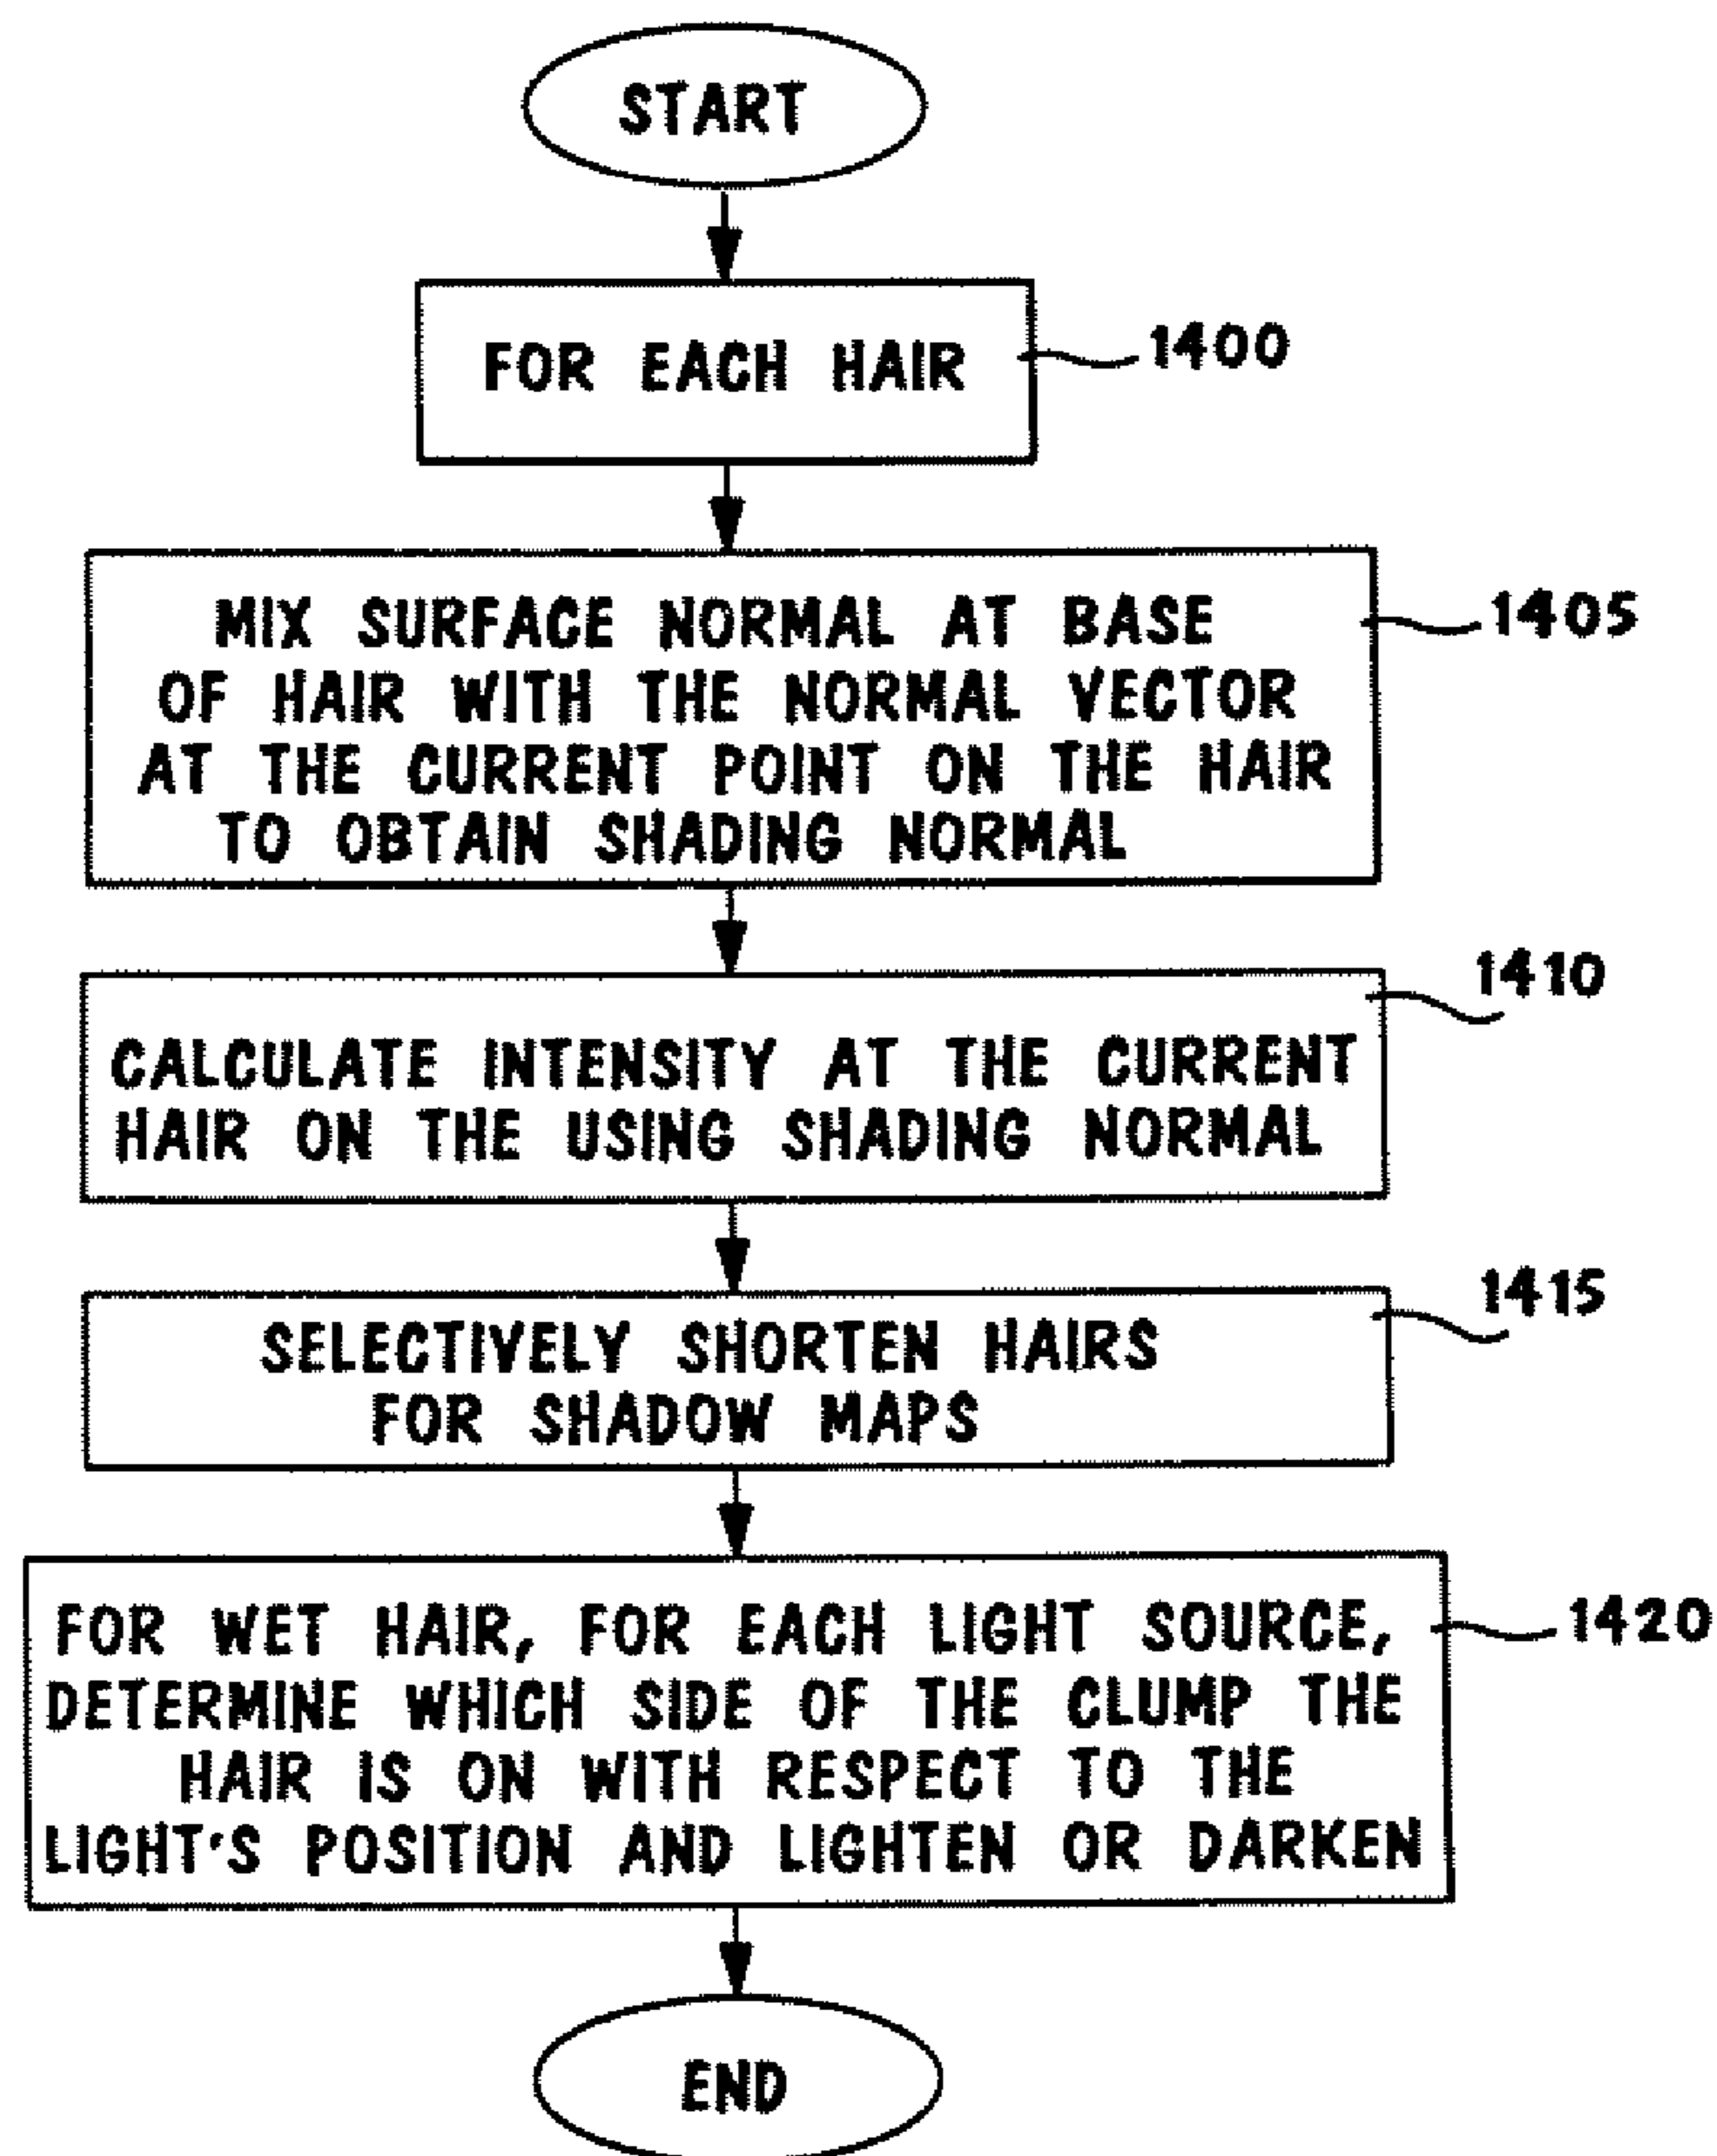 START
FOR EACH HAIR
1400
MIX SURFACE NORMAL AT BASE
OF HAIR WITH THE NORMAL VECTOR
AT THE CURRENT POINT ON THE HAIR
TO OBTAIN SHADING NORMAL
1405
CALCULATE INTENSITY AT THE CURRENT
HAIR ON THE USING SHADING NORMAL
1410
SELECTIVELY SHORTEN HAIRS
FOR SHADOW MAPS
1415
FOR WET HAIR, FOR EACH LIGHT SOURCE,
DETERMINE WHICH SIDE OF THE CLUMP THE
HAIR IS ON WITH RESPECT TO THE
LIGHT'S POSITION AND LIGHTEN OR DARKEN
1420
END